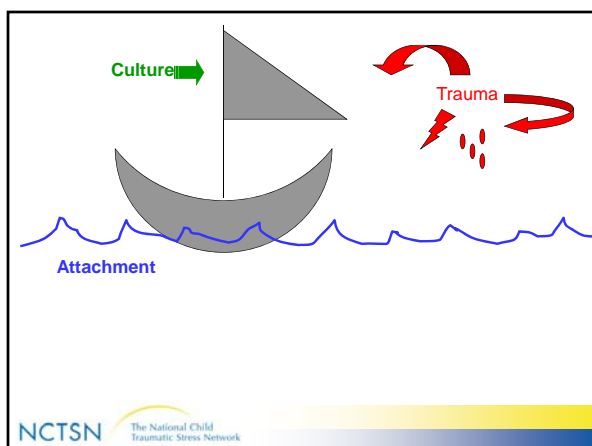 Culture
Trauma
Attachment
NCTSN
The National Child
Traumatic Stress Network